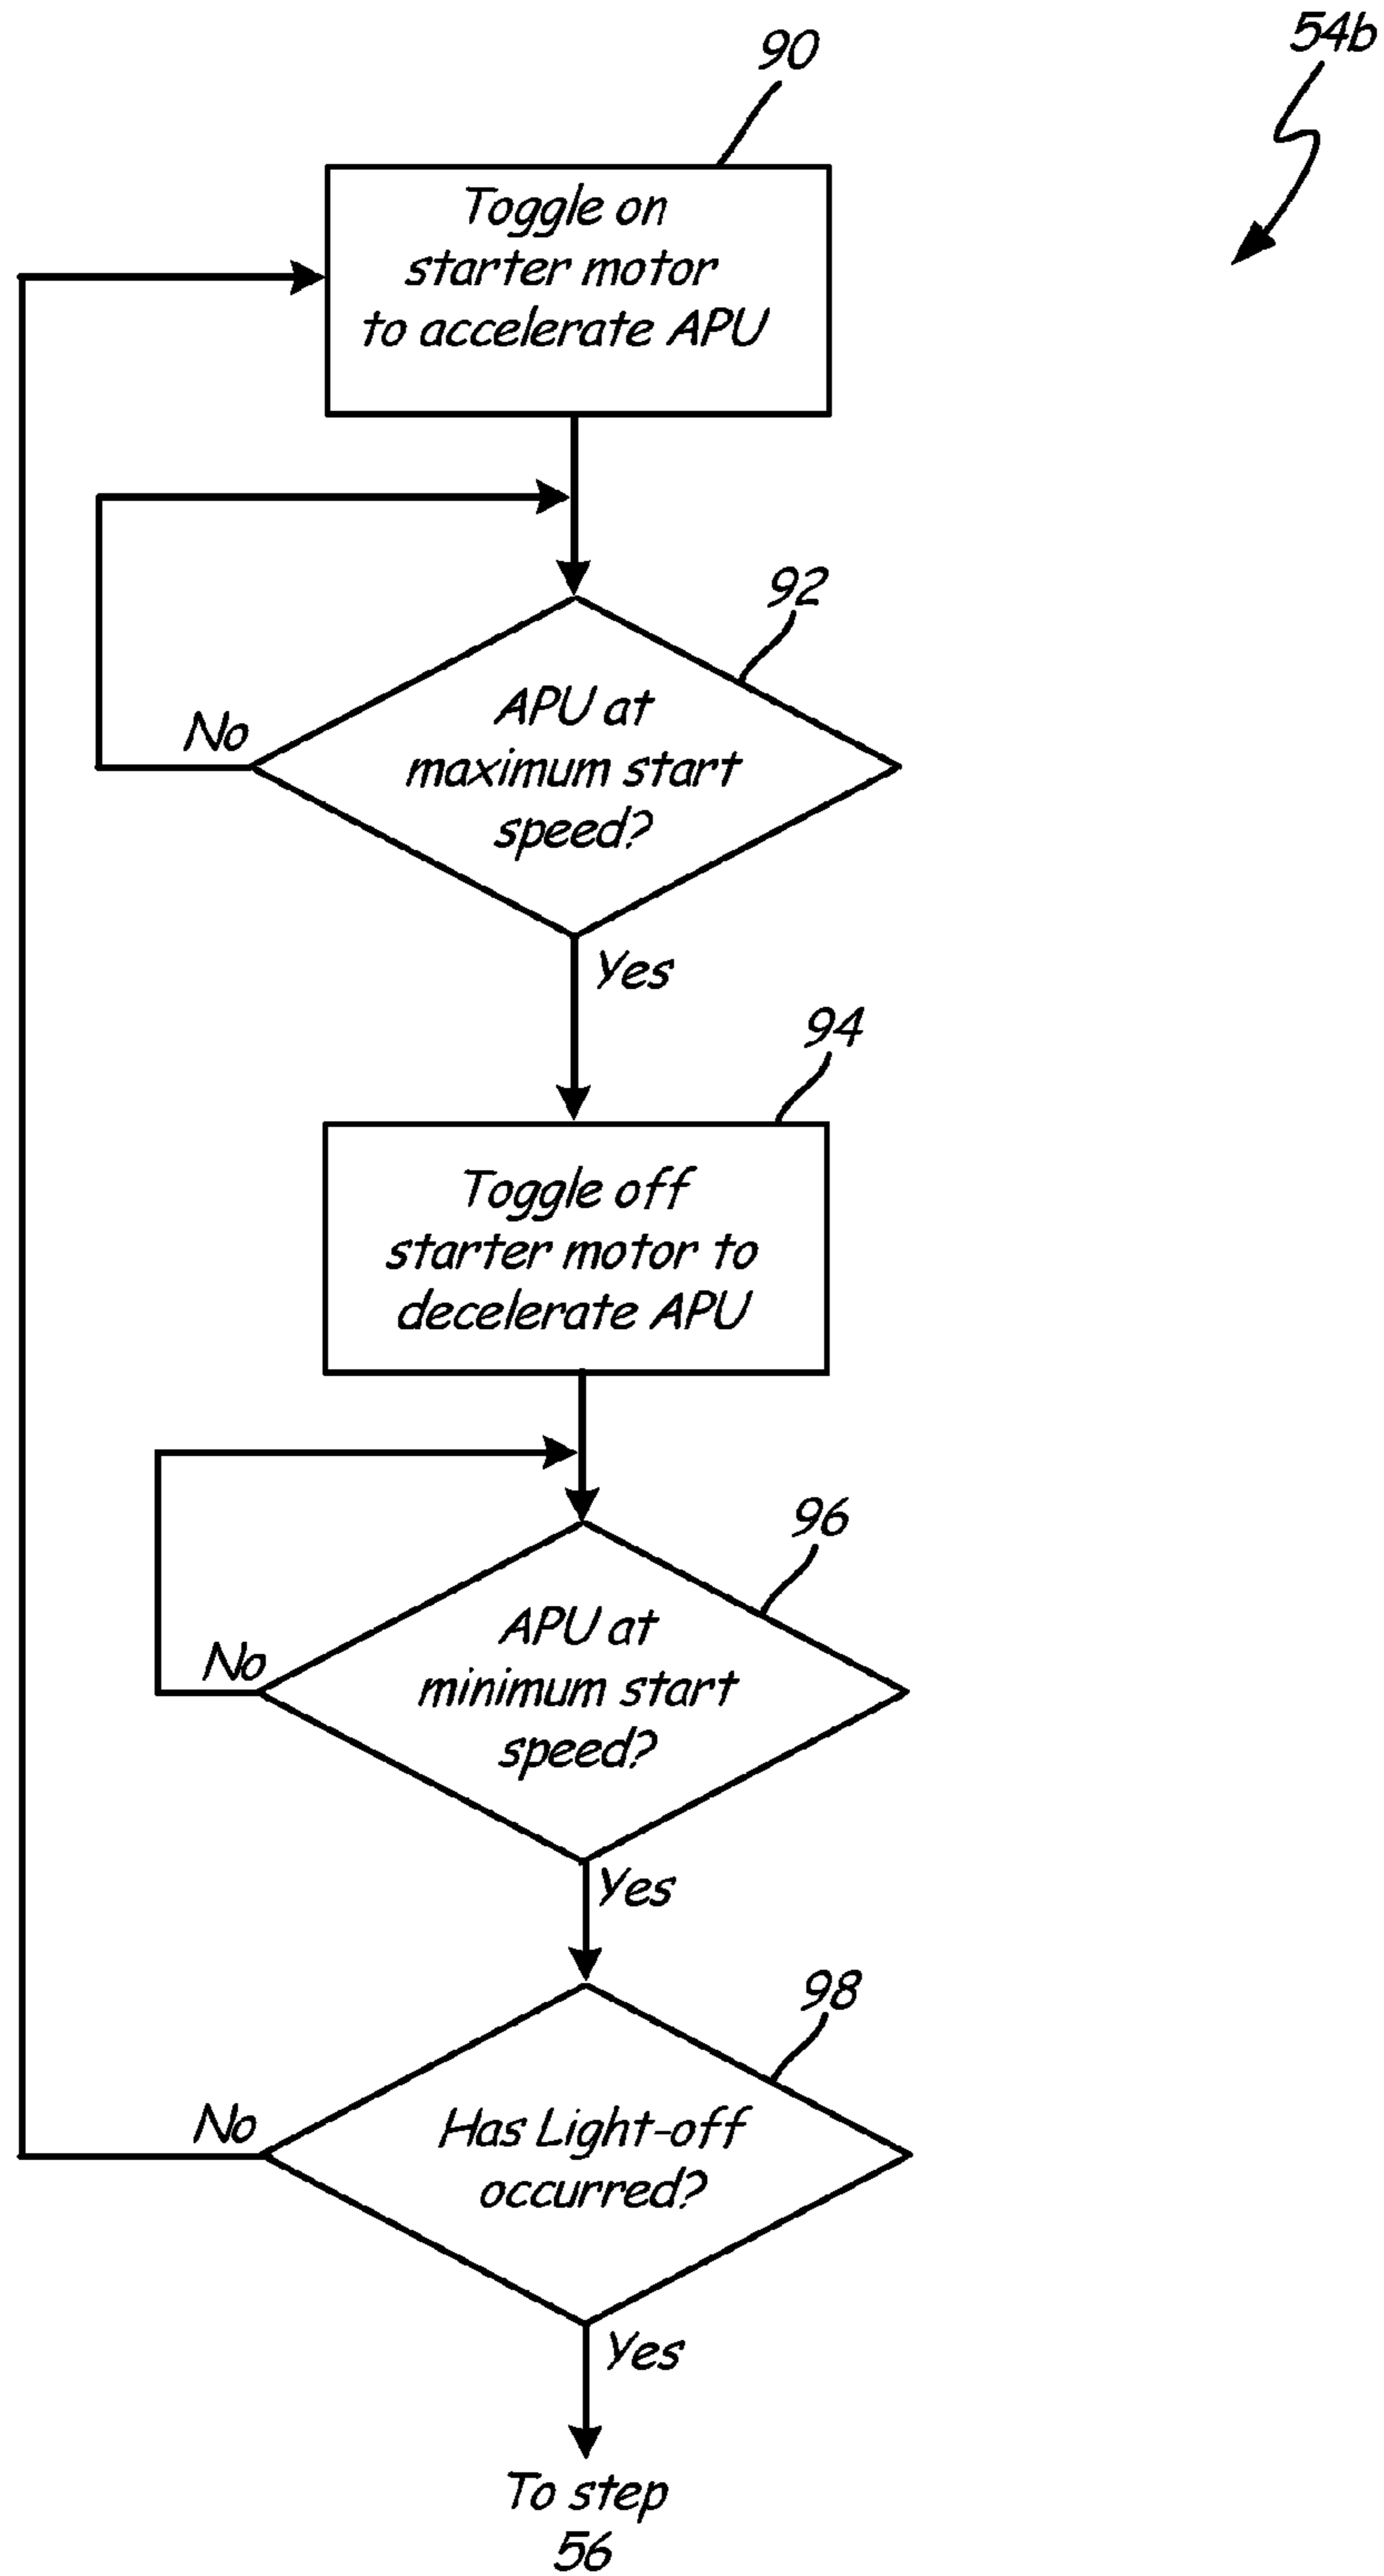 90
54b
Toggle on
starter motor
to accelerate APU
92
APU at
maximum start
speed?
No
Yes
94
Toggle off
starter motor to
decelerate APU
96
APU at
minimum start
speed?
No
Yes
98
Has Light-off
occurred?
No
Yes
To step
56